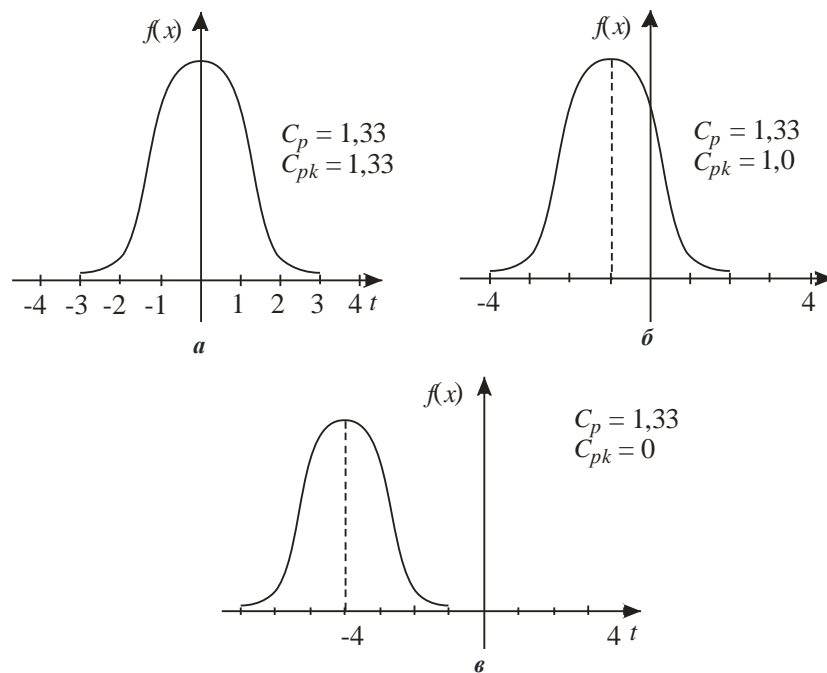 f(x)
C_p = 1,33
C_pk = 1,33
-4 -3 -2 -1 1 2 3 4 t
а
f(x)
C_p = 1,33
C_pk = 1,0
-4 4
б
f(x)
C_p = 1,33
C_pk = 0
-4 4 t
в